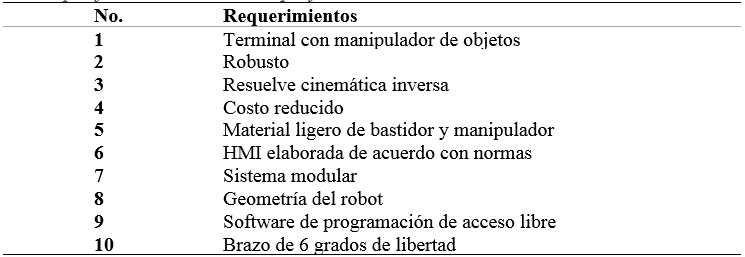 No. Requerimientos
1 Terminal con manipulador de objetos
2 Robusto
3 Resuelve cinemática inversa
4 Costo reducido
5 Material ligero de bastidor y manipulador
6 HMI elaborada de acuerdo con normas
7 Sistema modular
8 Geometría del robot
9 Software de programación de acceso libre
10 Brazo de 6 grados de libertad